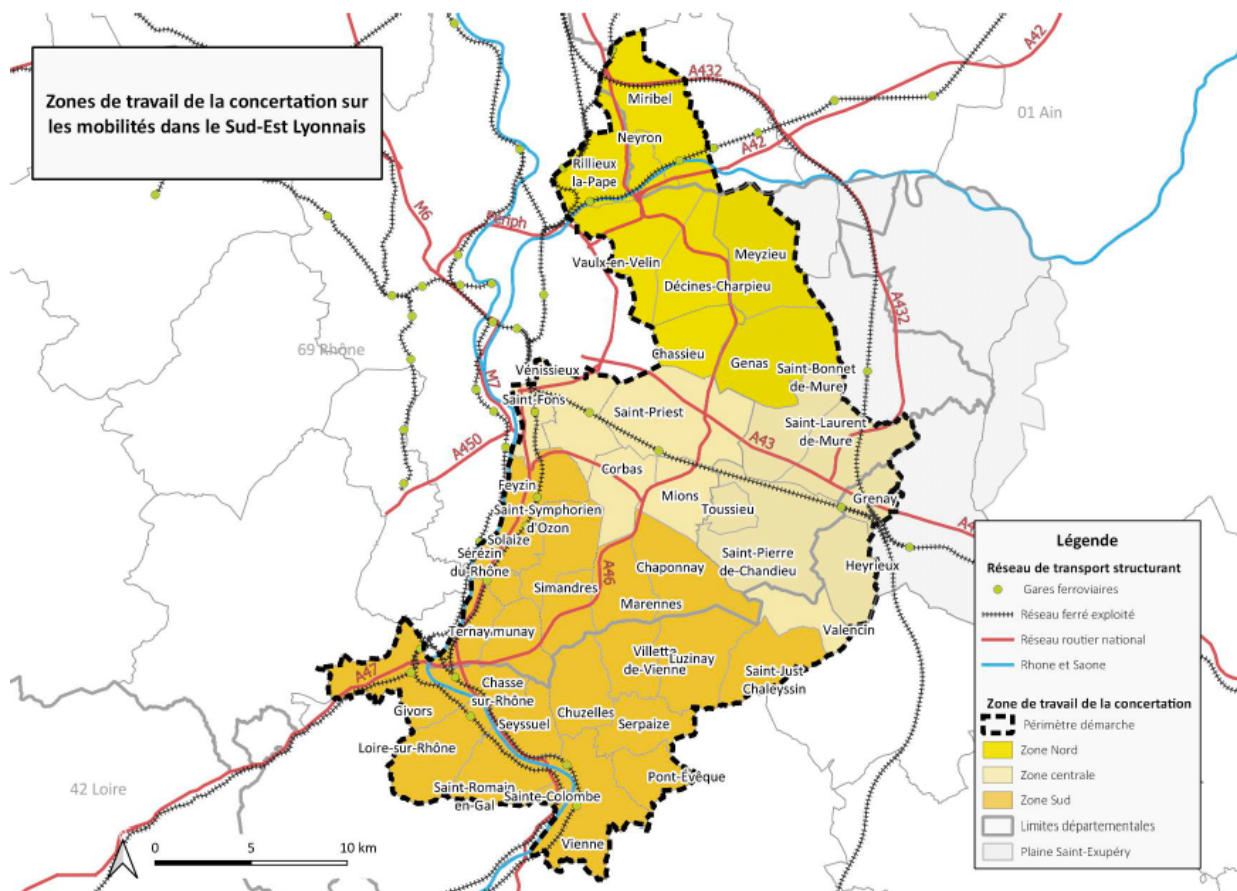 Zones de travail de la concertation sur
les mobilités dans le Sud-Est Lyonnais
A42
A432
Miribel
01 Ain
Neyron
A42
Rillieux
la-Pape
M6
Périph
Vaulx-en-Velin
Meyzieu
Décines-Charpieu
A432
69 Rhône
Chassieu
Genas
Vénissieux
Saint-Bonnet
de-Mure
M7
Saint-Fons
Saint-Priest
Saint-Laurent
de-Mure
A450
A43
Corbas
Feyzin
Mions
Grenay
Saint-Symphorien
d'Ozon
Toussieu
Solaize
Sérézin
du-Rhône
Saint-Pierre
de-Chandieu
Heyrieux
A46
Chaponnay
Simandres
Marennes
Ternay
munay
Valencin
Villette
de-Vienne
Luzinay
Saint-Just
Chaleyssin
A47
Chasse
sur-Rhône
Givors
Seyssuel
Chuzelles
Serpaize
Loire-sur-Rhône
Pont-Évêque
Saint-Romain
en-Gal
Sainte-Colombe
42 Loire
Vienne
0
5
10 km
Légende
Réseau de transport structurant
Gares ferroviaires
Réseau ferré exploité
Réseau routier national
Rhone et Saone
Zone de travail de la concertation
Périmètre démarche
Zone Nord
Zone centrale
Zone Sud
Limites départementales
Plaine Saint-Exupéry